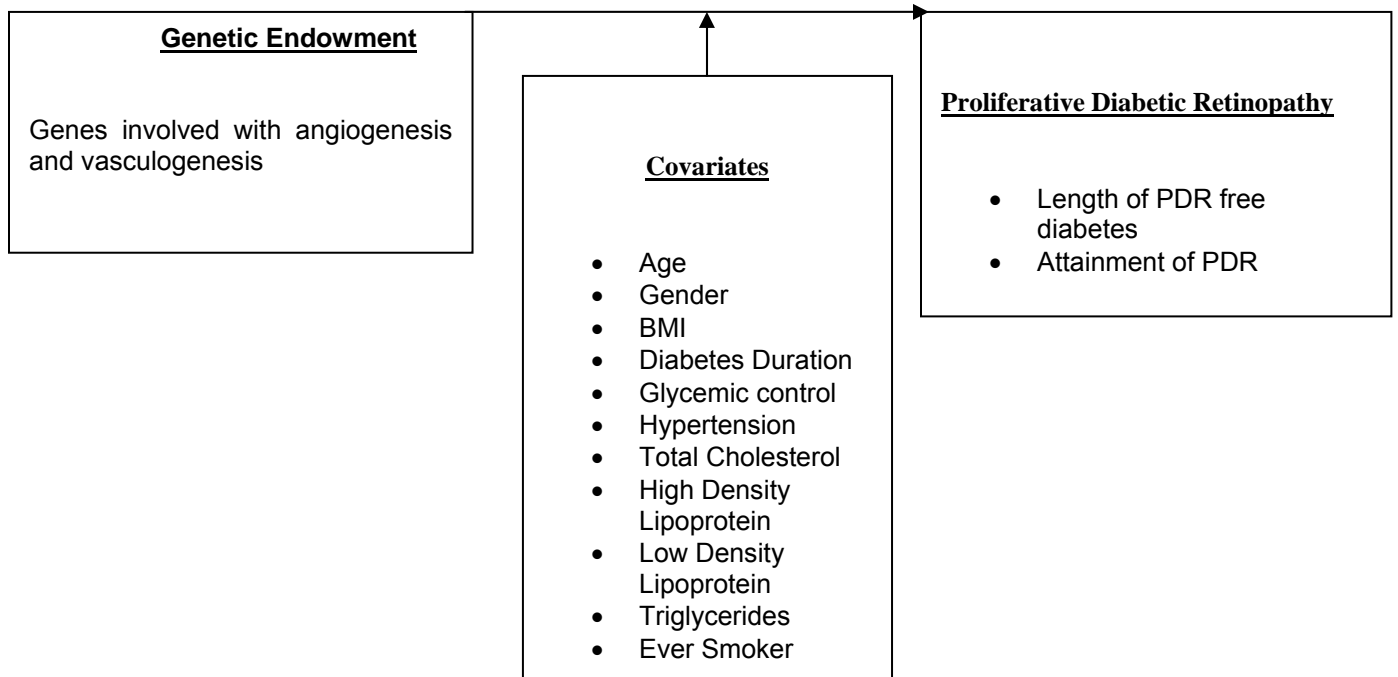 Genetic Endowment
Genes involved with angiogenesis
and vasculogenesis
Covariates
• Age
• Gender
• BMI
• Diabetes Duration
• Glycemic control
• Hypertension
• Total Cholesterol
• High Density
Lipoprotein
• Low Density
Lipoprotein
• Triglycerides
• Ever Smoker
Proliferative Diabetic Retinopathy
• Length of PDR free
diabetes
• Attainment of PDR